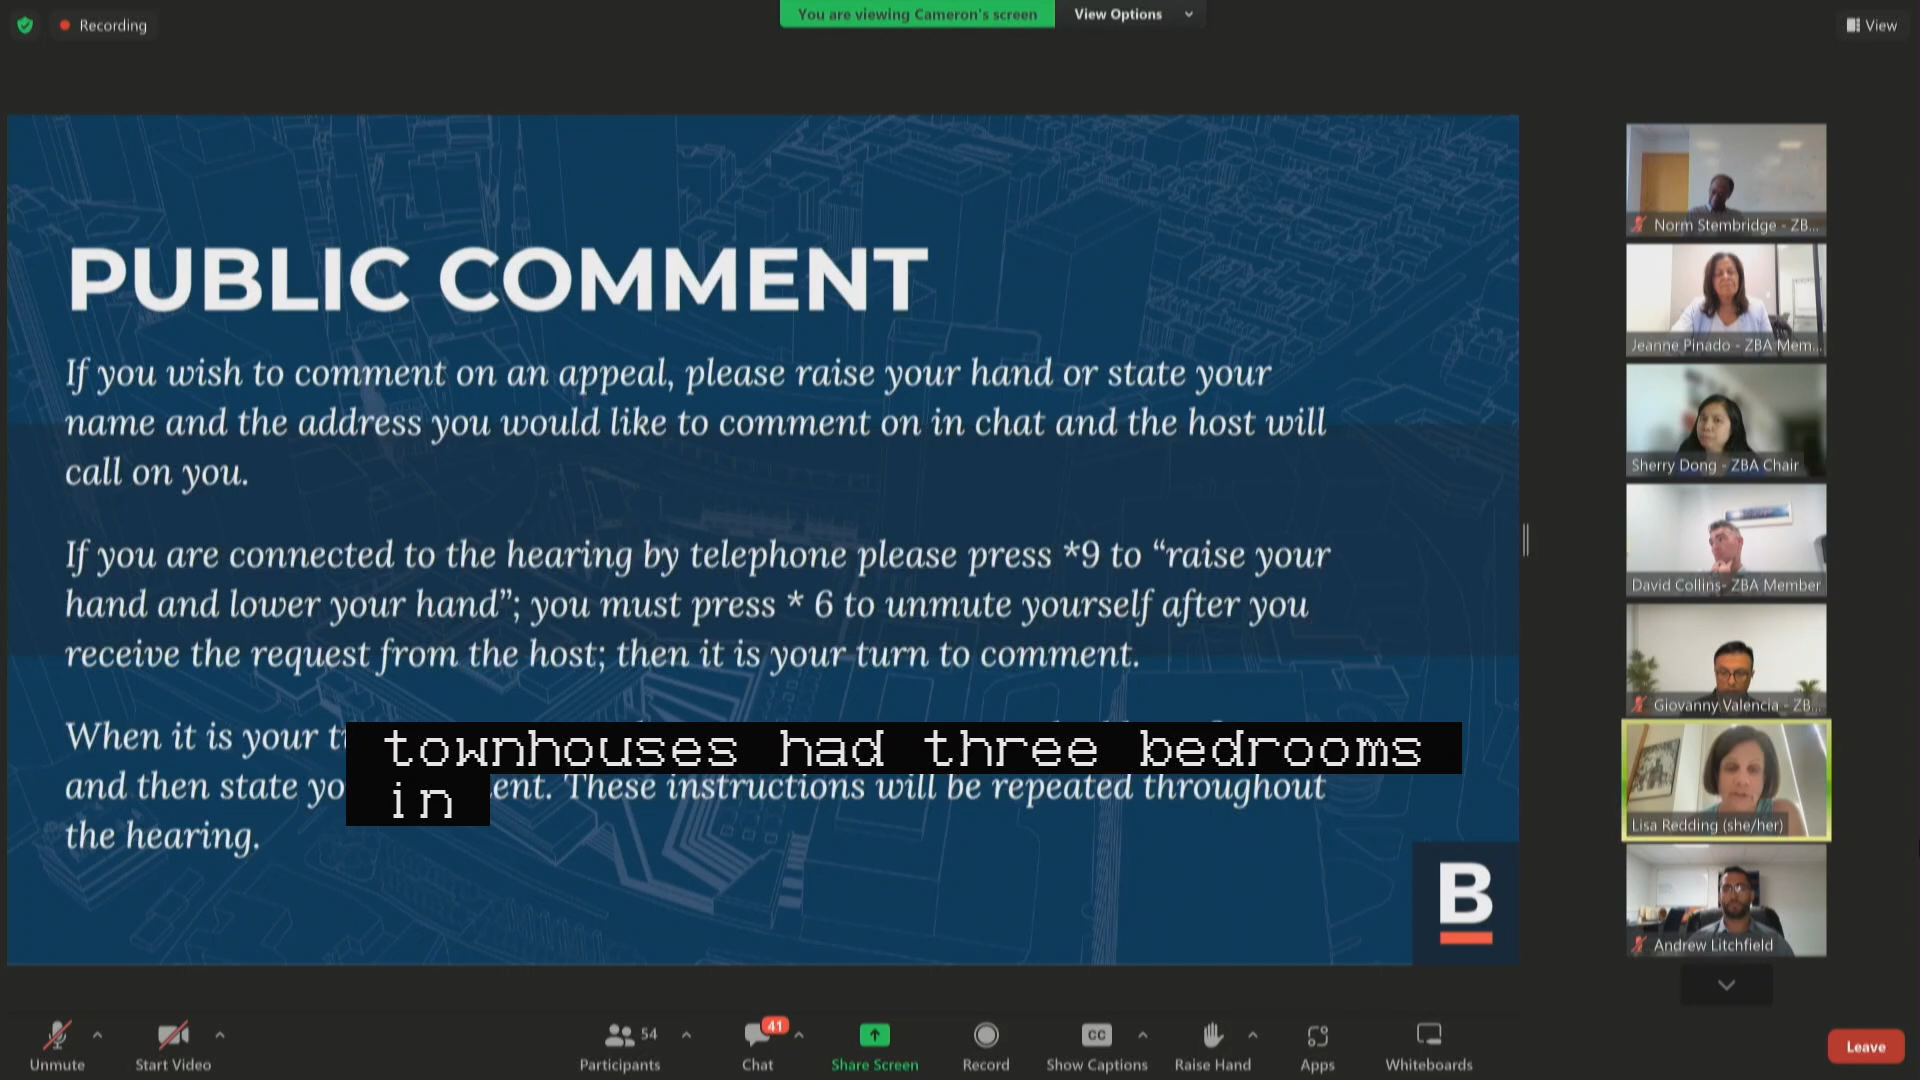 You are viewing Cameron's screen
View Options
Recording
View
PUBLIC COMMENT
If you wish to comment on an appeal, please raise your hand or state your
name and the address you would like to comment on in chat and the host will
call on you.
If you are connected to the hearing by telephone please press *9 to “raise your
hand and lower your hand”; you must press * 6 to unmute yourself after you
receive the request from the host; then it is your turn to comment.
When it is your
and then state ent. These instructions will be repeated throughout
the hearing.
townhouses had three bedrooms
in
B
Norm Stembridge - ZB...
Jeanne Pinado - ZBA Mem...
Sherry Dong - ZBA Chair
David Collins- ZBA Member
Giovanny Valencia - ZB...
Lisa Redding (she/her)
Andrew Litchfield
Unmute
Start Video
54
Participants
41
Chat
Share Screen
Record
CC
Show Captions
Raise Hand
Apps
Whiteboards
Leave